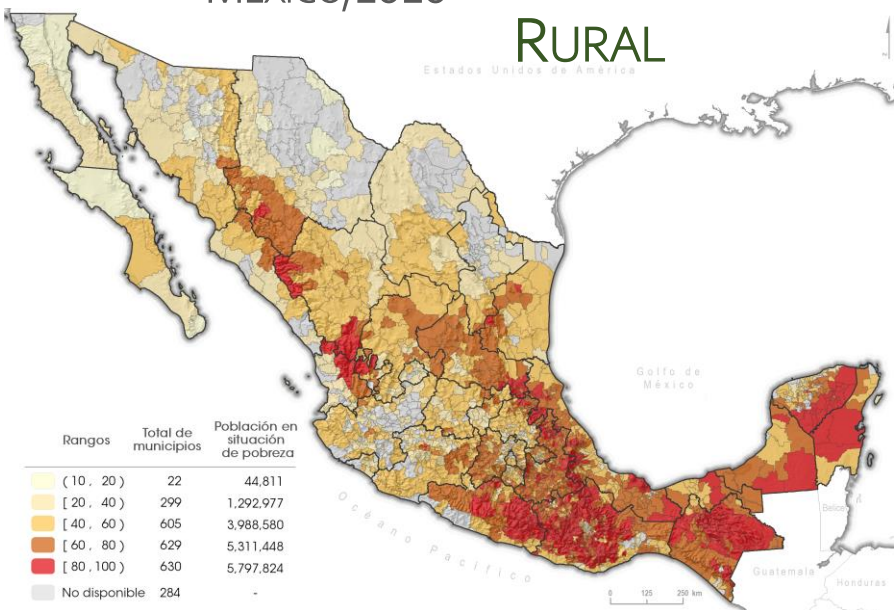 MÉXICO, 2020
RURAL
Estados Unidos de América
Golfo de
México
Rangos
Total de
municipios
Población en
situación
de pobreza
( 10 , 20 ) 22 44,811
[ 20 , 40 ) 299 1,292,977
[ 40 , 60 ) 605 3,988,580
[ 60 , 80 ) 629 5,311,448
[ 80 ,100 ) 630 5,797,824
No disponible 284 -
Océano Pacífico
Belice
Guatemala
Honduras
0 125 250 km